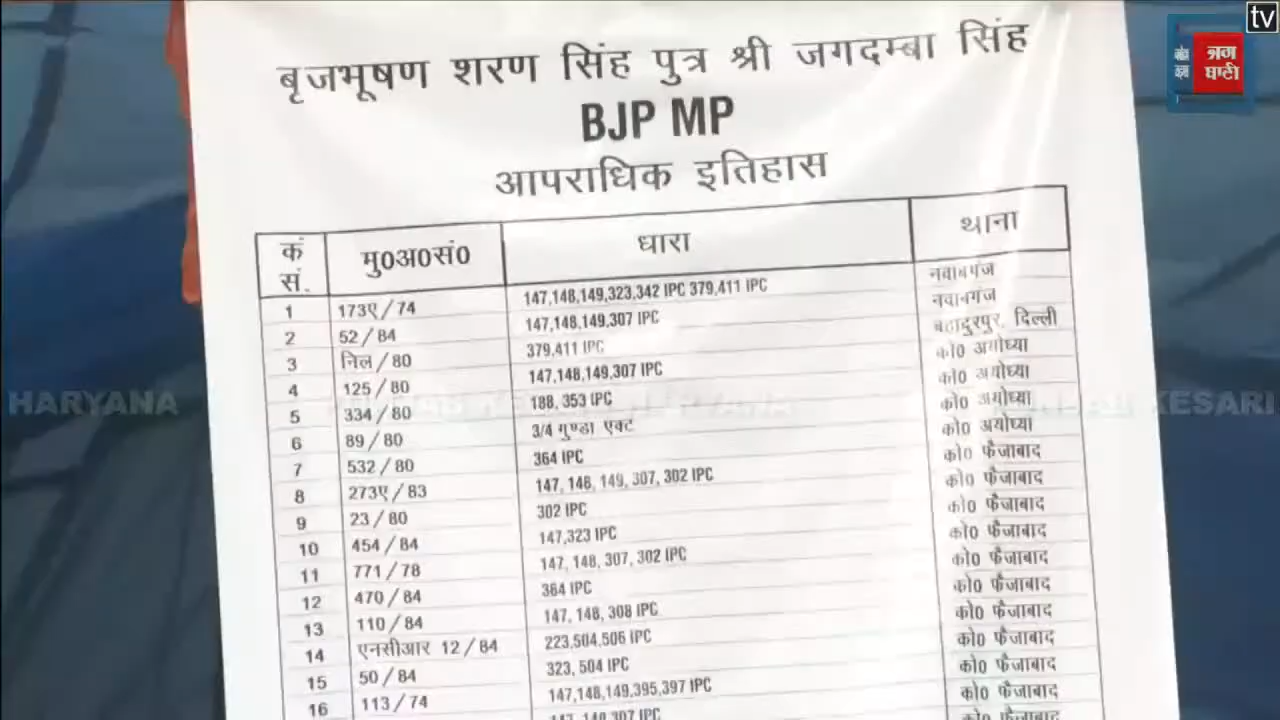 tv
ਜਗ ਬਾਣੀ
बृजभूषण शरण सिंह पुत्र श्री जगदम्बा सिंह
BJP MP
आपराधिक इतिहास
कं सं. मु0अ0सं0 धारा थाना
1 173ए/74 147,148,149,323,342 IPC 379,411 IPC नवाबगंज
2 52/84 147,148,149,307 IPC नवाबगंज
3 निल/80 379,411 IPC बहादुरपुर, दिल्ली
4 125/80 147,148,149,307 IPC को0 अयोध्या
5 334/80 188, 353 IPC को0 अयोध्या
6 89/80 3/4 गुण्डा एक्ट को0 अयोध्या
7 532/80 364 IPC को0 अयोध्या
8 273ए/83 147, 148, 149, 307, 302 IPC को0 फैजाबाद
9 23/80 302 IPC को0 फैजाबाद
10 454/84 147,323 IPC को0 फैजाबाद
11 771/78 147, 148, 307, 302 IPC को0 फैजाबाद
12 470/84 364 IPC को0 फैजाबाद
13 110/84 147, 148, 308 IPC को0 फैजाबाद
14 एनसीआर 12/84 223,504,506 IPC को0 फैजाबाद
15 50/84 323, 504 IPC को0 फैजाबाद
16 113/74 147,148,149,395,397 IPC को0 फैजाबाद
HARYANA
KESARI